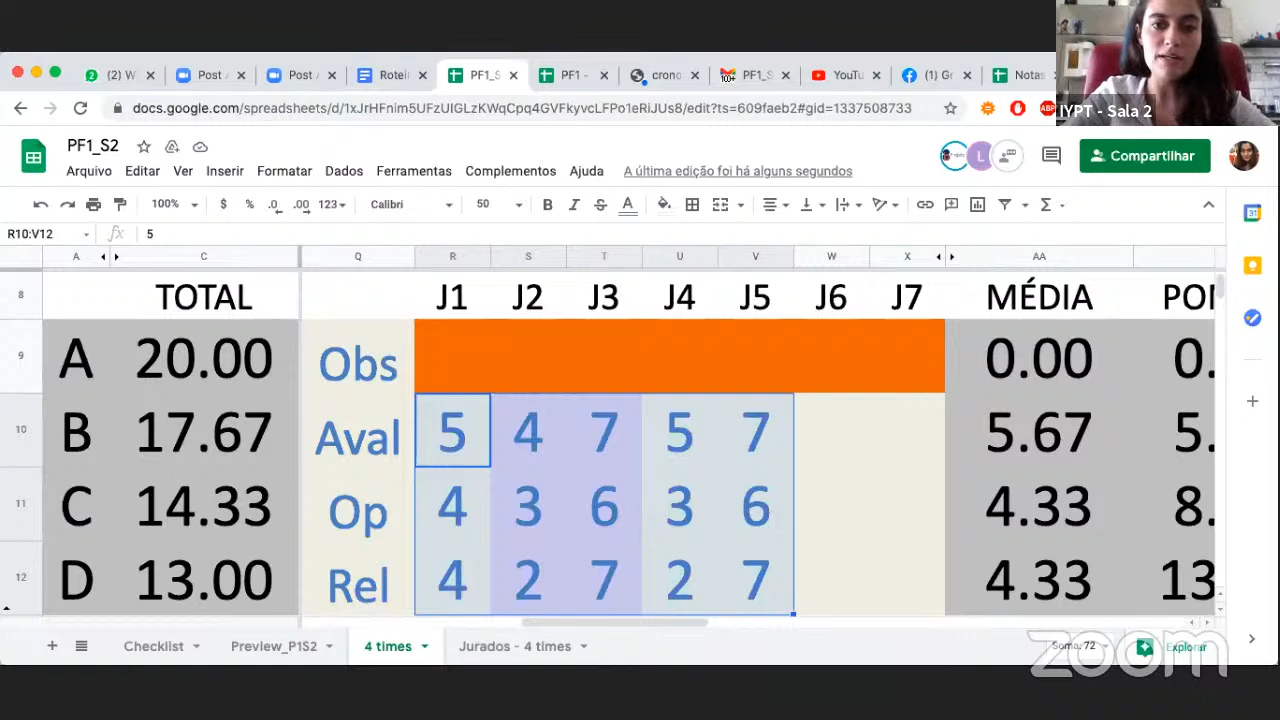 IYPT - Sala 2
(2) W
Post /
Post /
Rotei
PF1_S
PF1 -
crono
PF1_S
YouTu
(1) Gr
Notas
docs.google.com/spreadsheets/d/1xJrHFnim5UFzUIGLzKWqCpq4GVFkyvcLFPo1eRiJUs8/edit?ts=609faeb2#gid=1337508733
PF1_S2
Arquivo Editar Ver Inserir Formatar Dados Ferramentas Complementos Ajuda A última edição foi há alguns segundos
Compartilhar
100% $ % .0 .00 123 Calibri 50 B I S A
R10:V12 fx 5
A C Q R S T U V W X AA
8 TOTAL J1 J2 J3 J4 J5 J6 J7 MÉDIA
9 A 20.00 Obs 0.00 0.
10 B 17.67 Aval 5 4 7 5 7 5.67 5.
11 C 14.33 Op 4 3 6 3 6 4.33 8.
12 D 13.00 Rel 4 2 7 2 7 4.33 13
Checklist Preview_P1S2 4 times Jurados - 4 times Soma: 72 Explorar
zoom